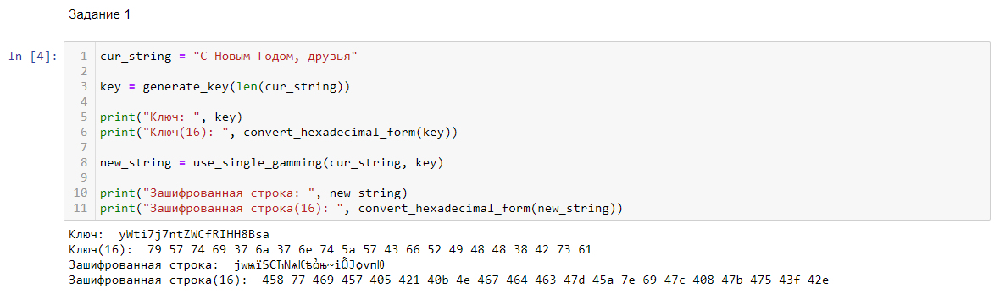 Задание 1
In [4]:
1 cur_string = "С Новым Годом, друзья"
2
3 key = generate_key(len(cur_string))
4
5 print("Ключ: ", key)
6 print("Ключ(16): ", convert_hexadecimal_form(key))
7
8 new_string = use_single_gamming(cur_string, key)
9
10 print("Зашифрованная строка: ", new_string)
11 print("Зашифрованная строка(16): ", convert_hexadecimal_form(new_string))
Ключ:  yWti7j7ntZWCfRIHH8Bsa
Ключ(16):  79 57 74 69 37 6a 37 6e 74 5a 57 43 66 52 49 48 48 38 42 73 61
Зашифрованная строка:  јwѩїЅСЋNѧѤѣѽњ~iѼЈѻѵпЮ
Зашифрованная строка(16):  458 77 469 457 405 421 40b 4e 467 464 463 47d 45a 7e 69 47c 408 47b 475 43f 42e